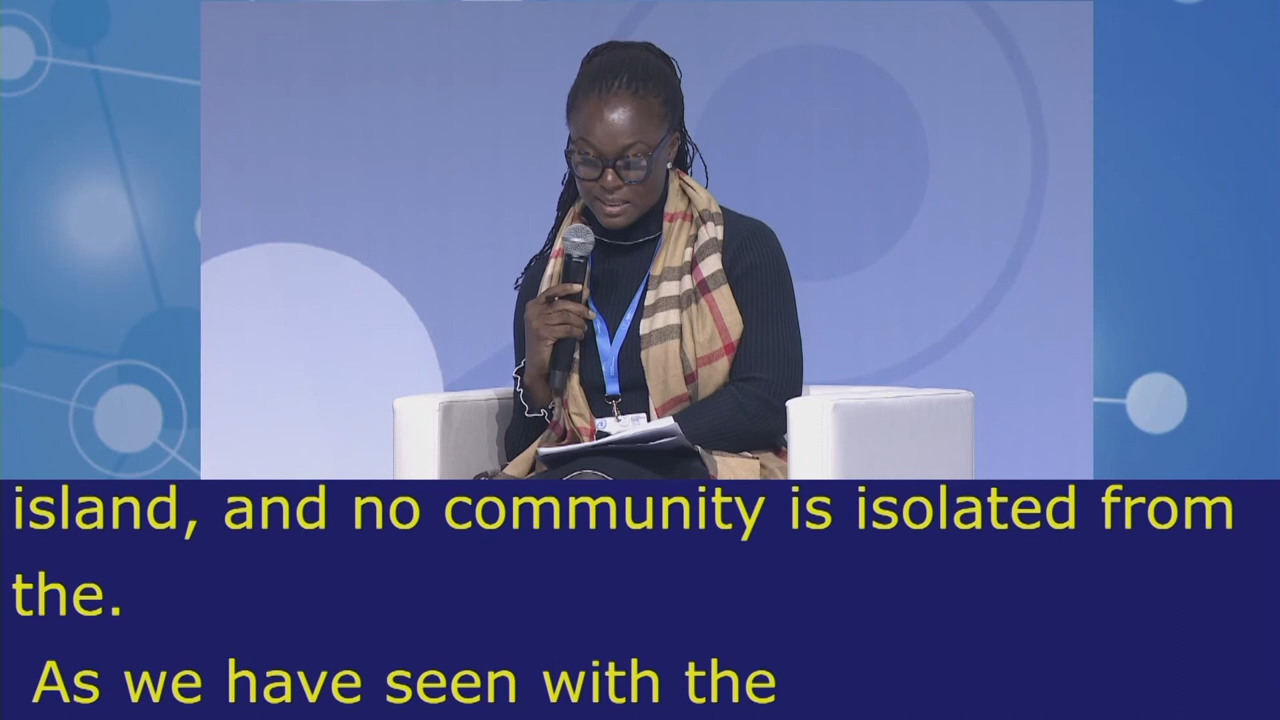 island, and no community is isolated from
the.
As we have seen with the